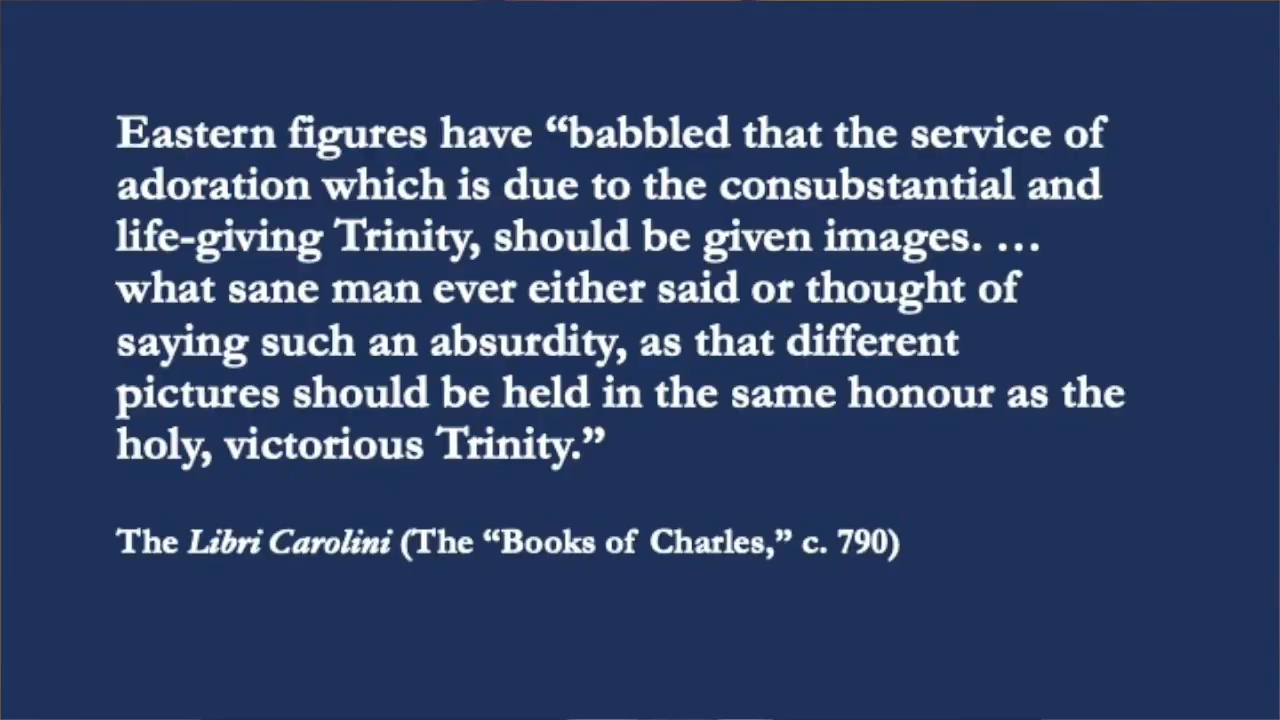 Eastern figures have “babbled that the service of
adoration which is due to the consubstantial and
life-giving Trinity, should be given images. …
what sane man ever either said or thought of
saying such an absurdity, as that different
pictures should be held in the same honour as the
holy, victorious Trinity.”
The Libri Carolini (The “Books of Charles,” c. 790)